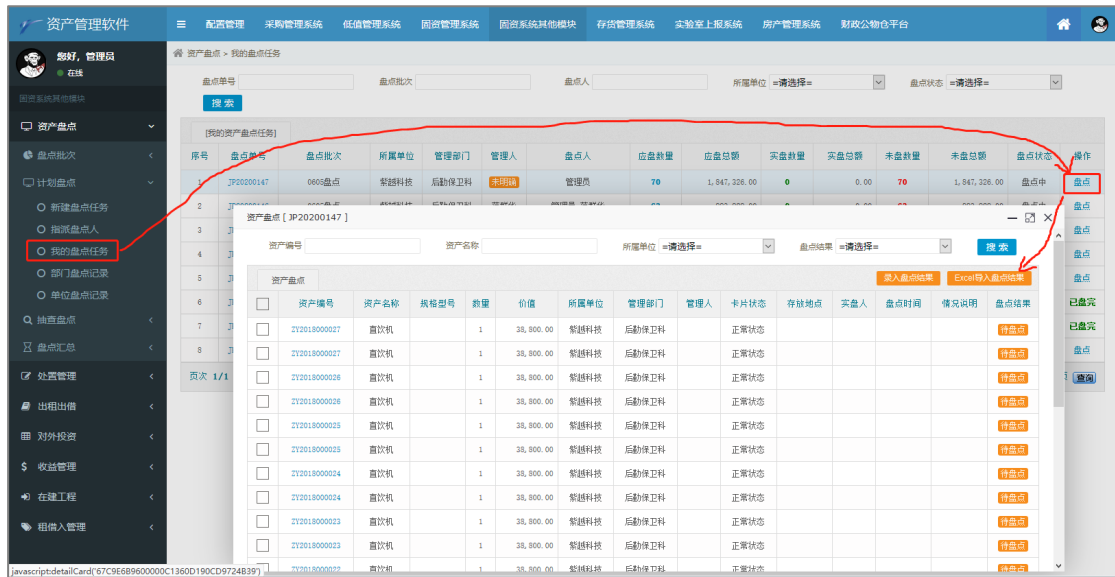 资产管理软件 配置管理 采购管理系统 低值管理系统 固资管理系统 固资系统其他模块 存货管理系统 实验室上报系统 房产管理系统 财政公物仓平台
您好，管理员
在线
固资系统其他模块
资产盘点
盘点批次
计划盘点
新建盘点任务
指派盘点人
我的盘点任务
部门盘点记录
单位盘点记录
抽查盘点
盘点汇总
处置管理
出租出借
对外投资
收益管理
在建工程
租借入管理
资产盘点 > 我的盘点任务
盘点单号 盘点批次 盘点人 所属单位 =请选择= 盘点状态 =请选择=
搜索
[我的资产盘点任务]
序号 盘点单号 盘点批次 所属单位 管理部门 管理人 盘点人 应盘数量 应盘总额 实盘数量 实盘总额 未盘数量 未盘总额 盘点状态 操作
1 JP20200147 0605盘点 紫越科技 后勤保卫科 未明确 管理员 70 1,847,326.00 0 0.00 70 1,847,326.00 盘点中 盘点
2 盘点
3 盘点
4 盘点
5 盘点
6 已盘完
7 已盘完
8 盘点
页次 1/1 查询
资产盘点 [ JP20200147 ]
资产编号 资产名称 所属单位 =请选择= 盘点结果 =请选择= 搜索
资产盘点 录入盘点结果 Excel导入盘点结果
资产编号 资产名称 规格型号 数量 价值 所属单位 管理部门 管理人 卡片状态 存放地点 实盘人 盘点时间 情况说明 盘点结果
ZY2018000027 直饮机 1 38,800.00 紫越科技 后勤保卫科 正常状态 待盘点
ZY2018000027 直饮机 1 38,800.00 紫越科技 后勤保卫科 正常状态 待盘点
ZY2018000026 直饮机 1 38,800.00 紫越科技 后勤保卫科 正常状态 待盘点
ZY2018000026 直饮机 1 38,800.00 紫越科技 后勤保卫科 正常状态 待盘点
ZY2018000025 直饮机 1 38,800.00 紫越科技 后勤保卫科 正常状态 待盘点
ZY2018000025 直饮机 1 38,800.00 紫越科技 后勤保卫科 正常状态 待盘点
ZY2018000024 直饮机 1 38,800.00 紫越科技 后勤保卫科 正常状态 待盘点
ZY2018000024 直饮机 1 38,800.00 紫越科技 后勤保卫科 正常状态 待盘点
ZY2018000023 直饮机 1 38,800.00 紫越科技 后勤保卫科 正常状态 待盘点
ZY2018000023 直饮机 1 38,800.00 紫越科技 后勤保卫科 正常状态 待盘点
ZY2018000022 直饮机 1 38,800.00 紫越科技 后勤保卫科 正常状态 待盘点
javascript:detailCard('67C9E6B9600000C1360D190CD9724B39')